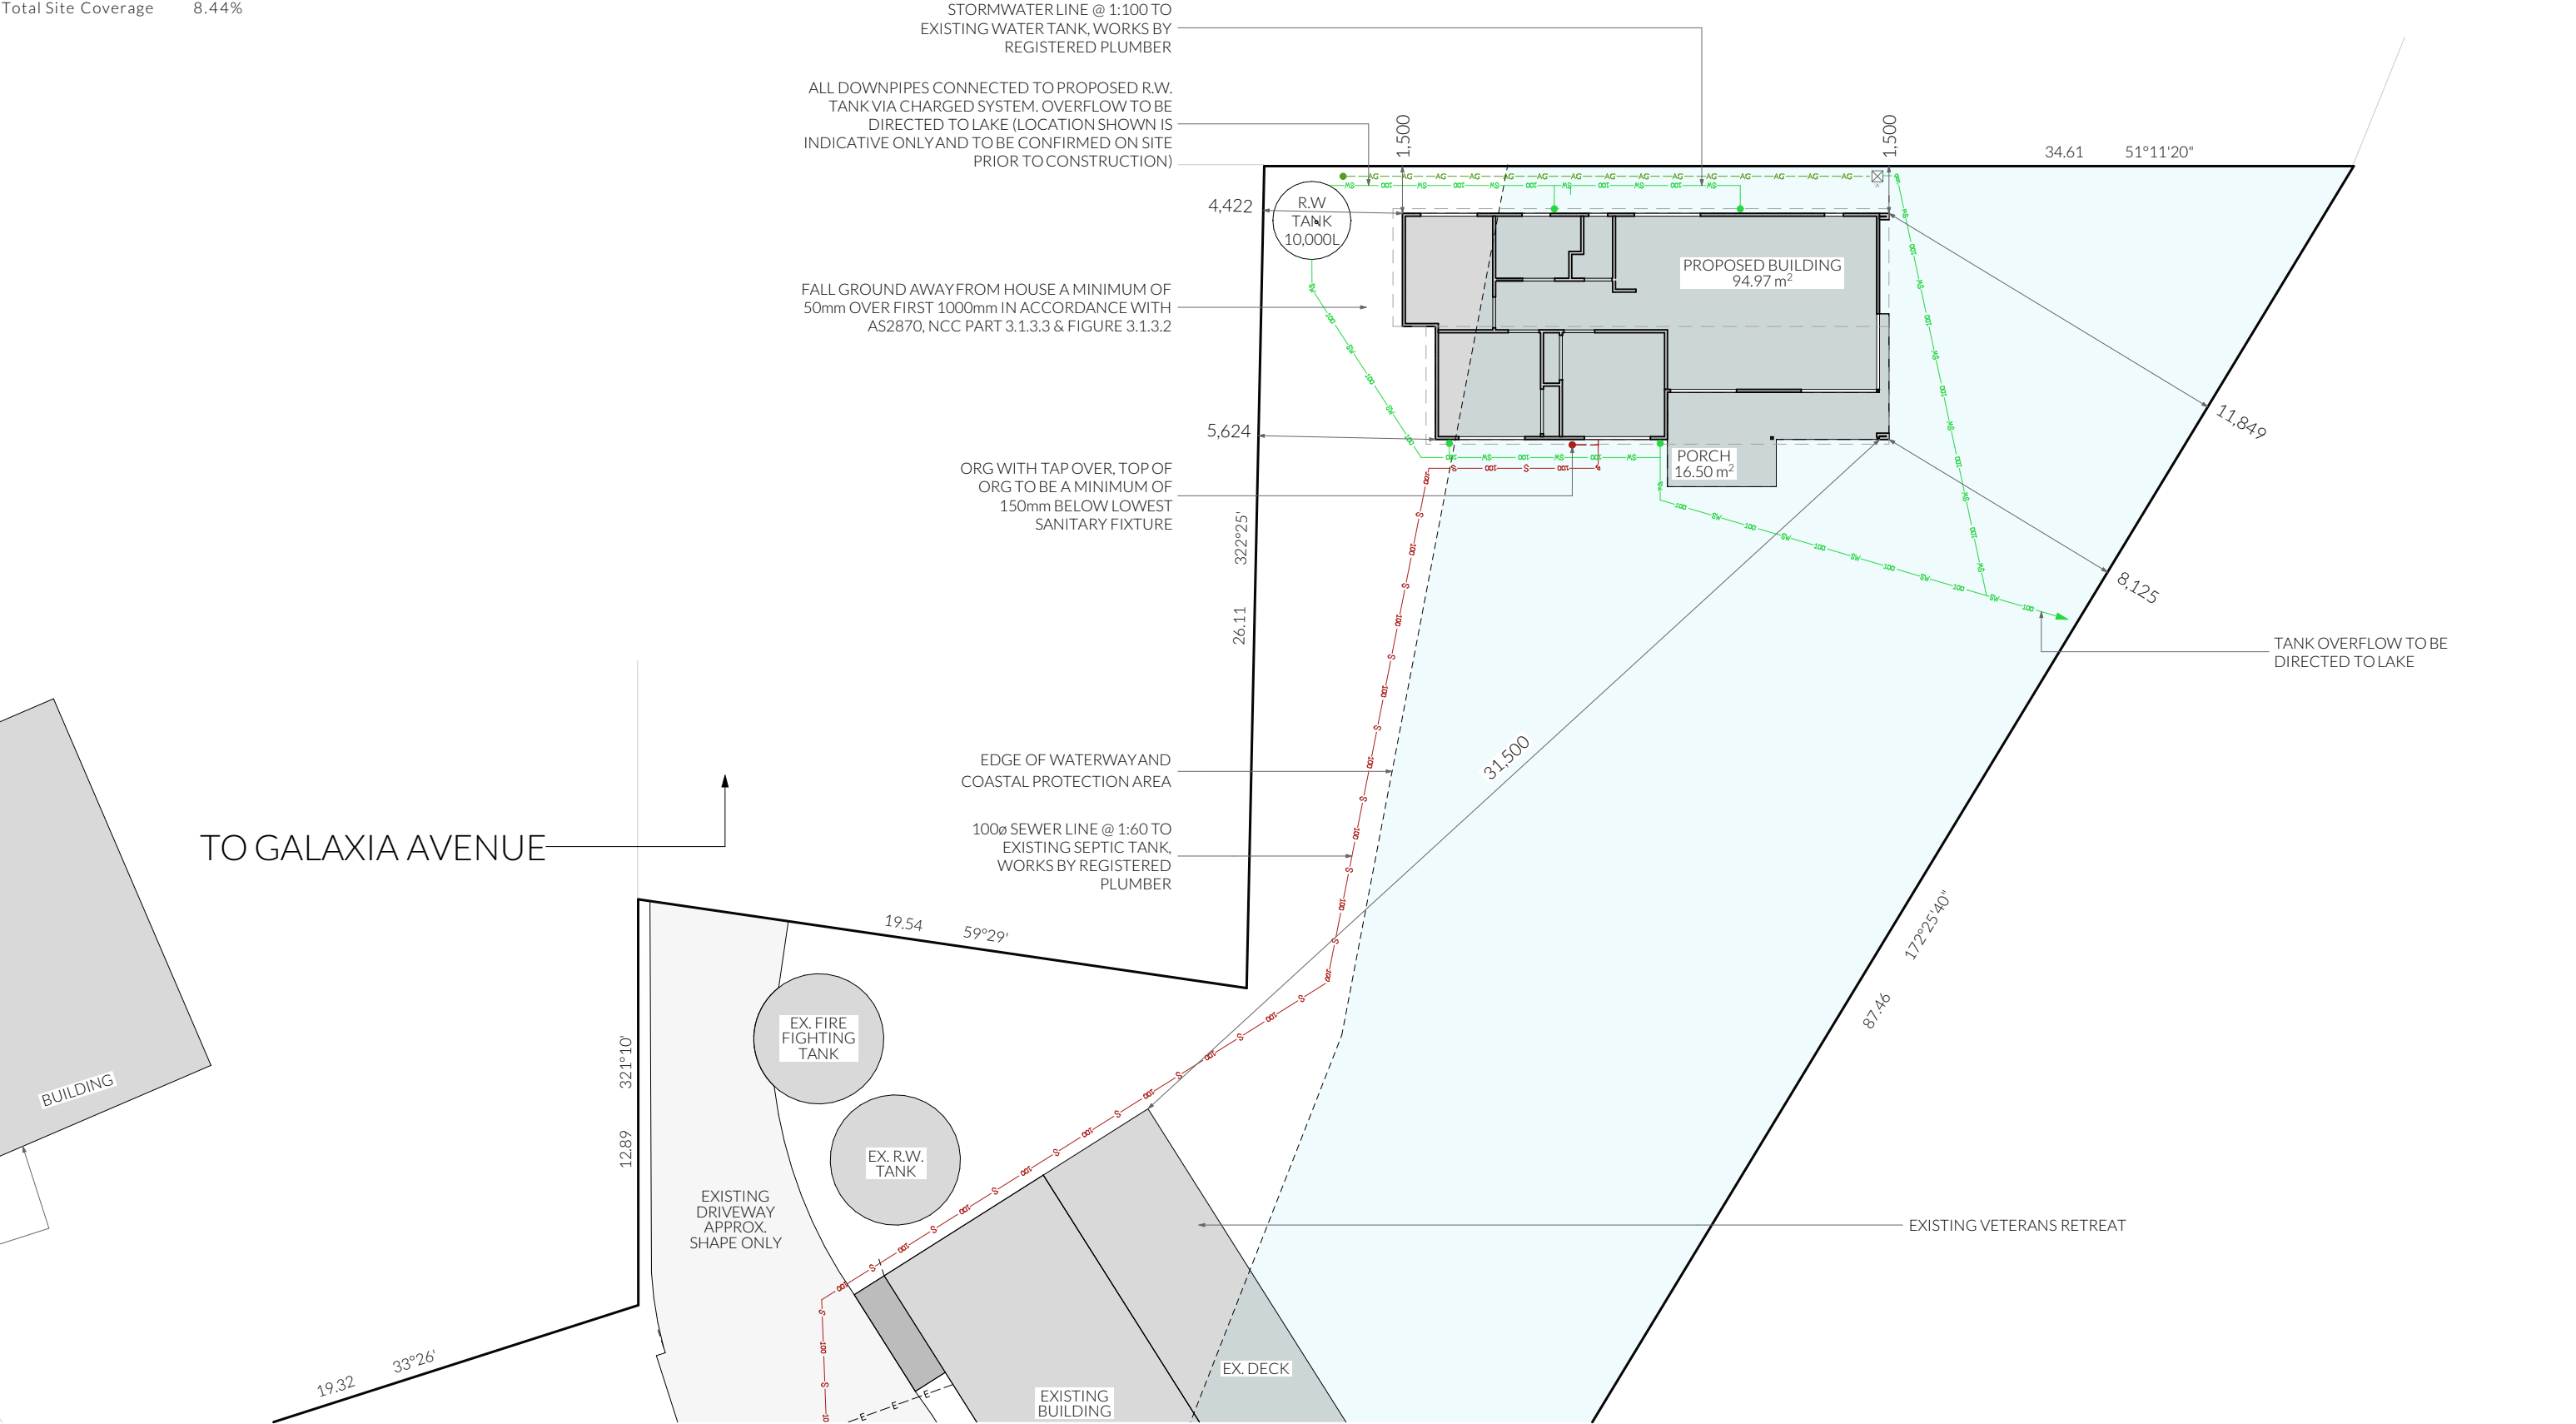 Total Site Coverage 8.44%
STORMWATER LINE @ 1:100 TO
EXISTING WATER TANK, WORKS BY
REGISTERED PLUMBER
ALL DOWNPIPES CONNECTED TO PROPOSED R.W.
TANK VIA CHARGED SYSTEM. OVERFLOW TO BE
DIRECTED TO LAKE (LOCATION SHOWN IS
INDICATIVE ONLY AND TO BE CONFIRMED ON SITE
PRIOR TO CONSTRUCTION)
1,500
1,500
34.61 51°11'20"
4,422
R.W
TANK
10,000L
PROPOSED BUILDING
94.97 m²
FALL GROUND AWAY FROM HOUSE A MINIMUM OF
50mm OVER FIRST 1000mm IN ACCORDANCE WITH
AS2870, NCC PART 3.1.3.3 & FIGURE 3.1.3.2
5,624
11,849
PORCH
16.50 m²
ORG WITH TAP OVER, TOP OF
ORG TO BE A MINIMUM OF
150mm BELOW LOWEST
SANITARY FIXTURE
26.11 322°25'
8,125
TANK OVERFLOW TO BE
DIRECTED TO LAKE
31,500
EDGE OF WATERWAY AND
COASTAL PROTECTION AREA
100ø SEWER LINE @ 1:60 TO
EXISTING SEPTIC TANK,
WORKS BY REGISTERED
PLUMBER
TO GALAXIA AVENUE
19.54 59°29'
87.46 172°25'40"
EX. FIRE
FIGHTING
TANK
12.89 321°10'
BUILDING
EX. R.W.
TANK
EXISTING
DRIVEWAY
APPROX.
SHAPE ONLY
EXISTING VETERANS RETREAT
19.32 33°26'
EX. DECK
EXISTING
BUILDING